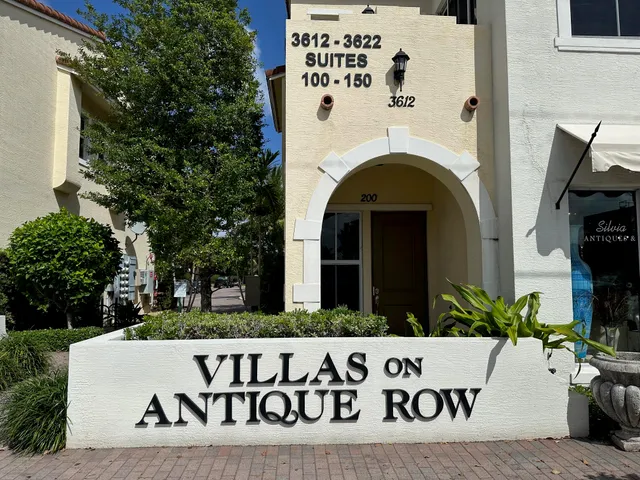 3612 - 3622
SUITES
100 - 150
3612
200
Silvia
ANTIQUES &
VILLAS ON
ANTIQUE ROW